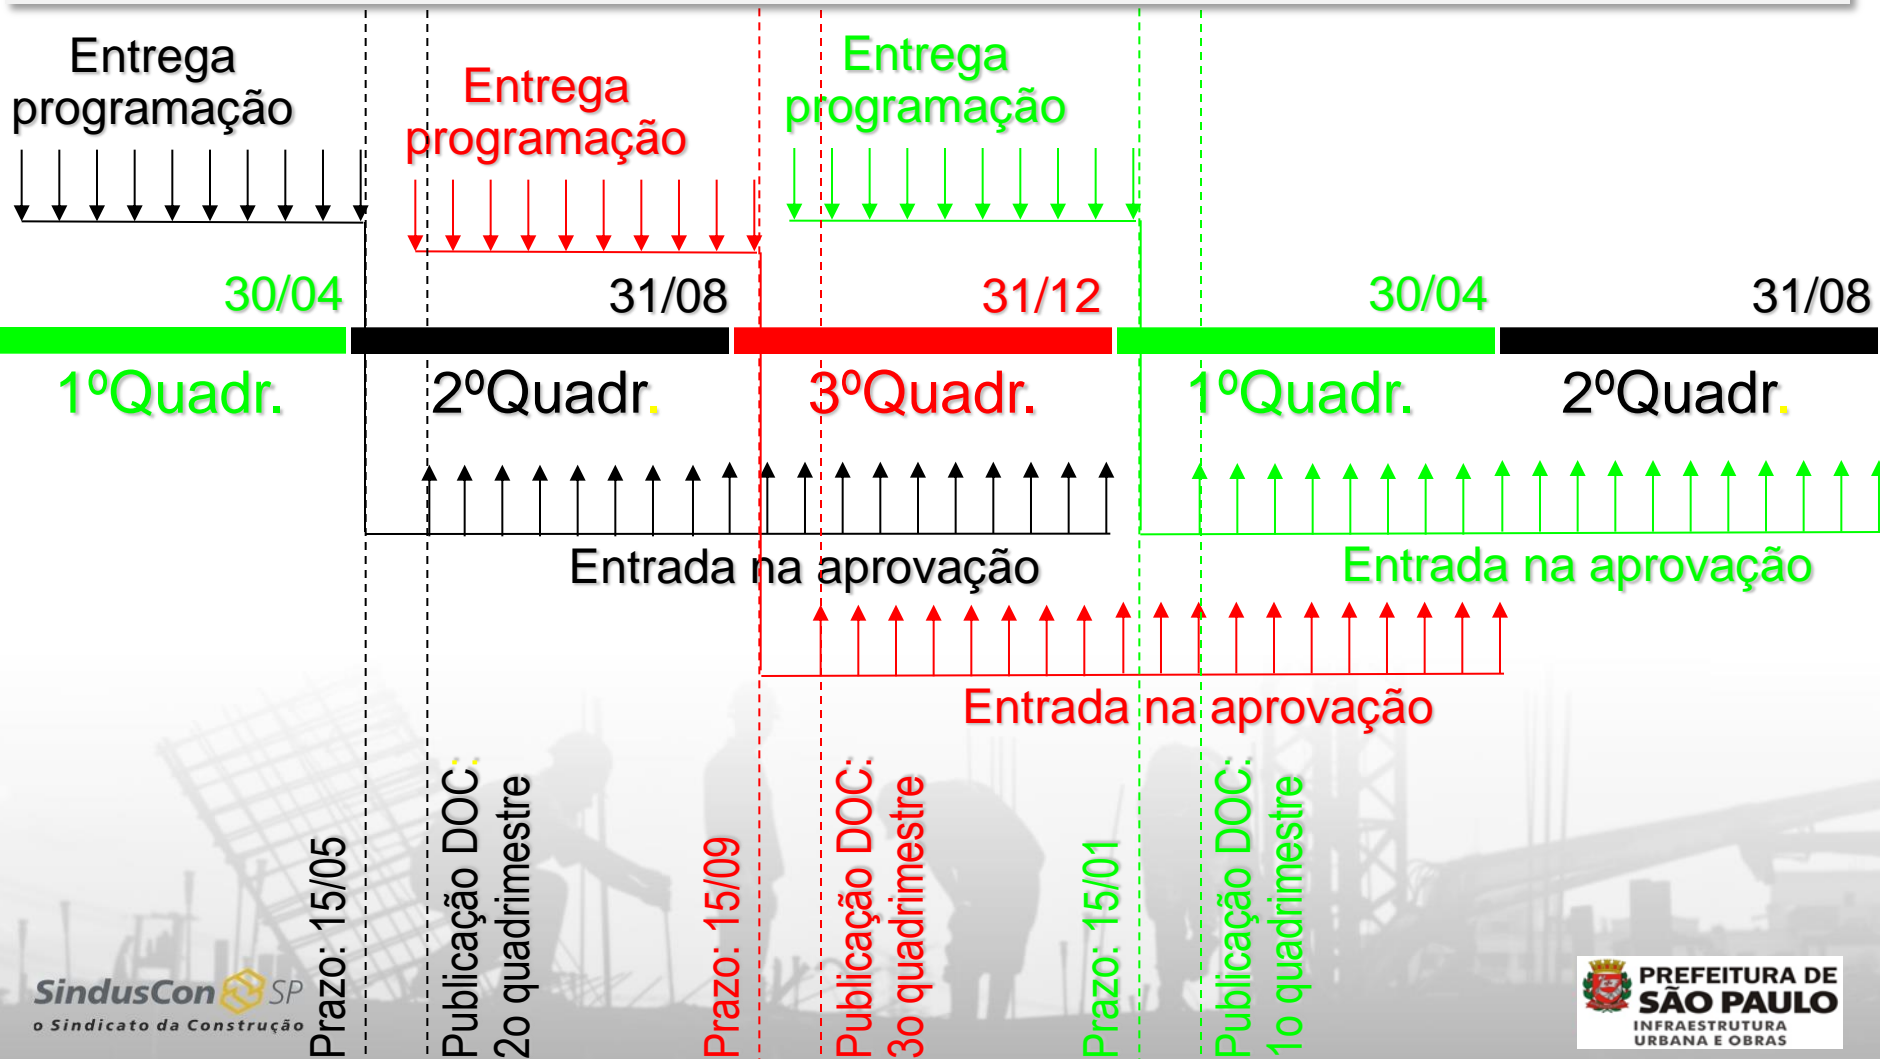 Entrega
programação
Entrega
programação
Entrega
programação
30/04
31/08
31/12
30/04
31/08
1ºQuadr.
2ºQuadr.
3ºQuadr.
1ºQuadr.
2ºQuadr.
Entrada na aprovação
Entrada na aprovação
Entrada na aprovação
Prazo: 15/05
Publicação DOC:
2o quadrimestre
Prazo: 15/09
Publicação DOC:
3o quadrimestre
Prazo: 15/01
Publicação DOC:
1o quadrimestre
SindusCon SP
o Sindicato da Construção
PREFEITURA DE
SÃO PAULO
INFRAESTRUTURA
URBANA E OBRAS